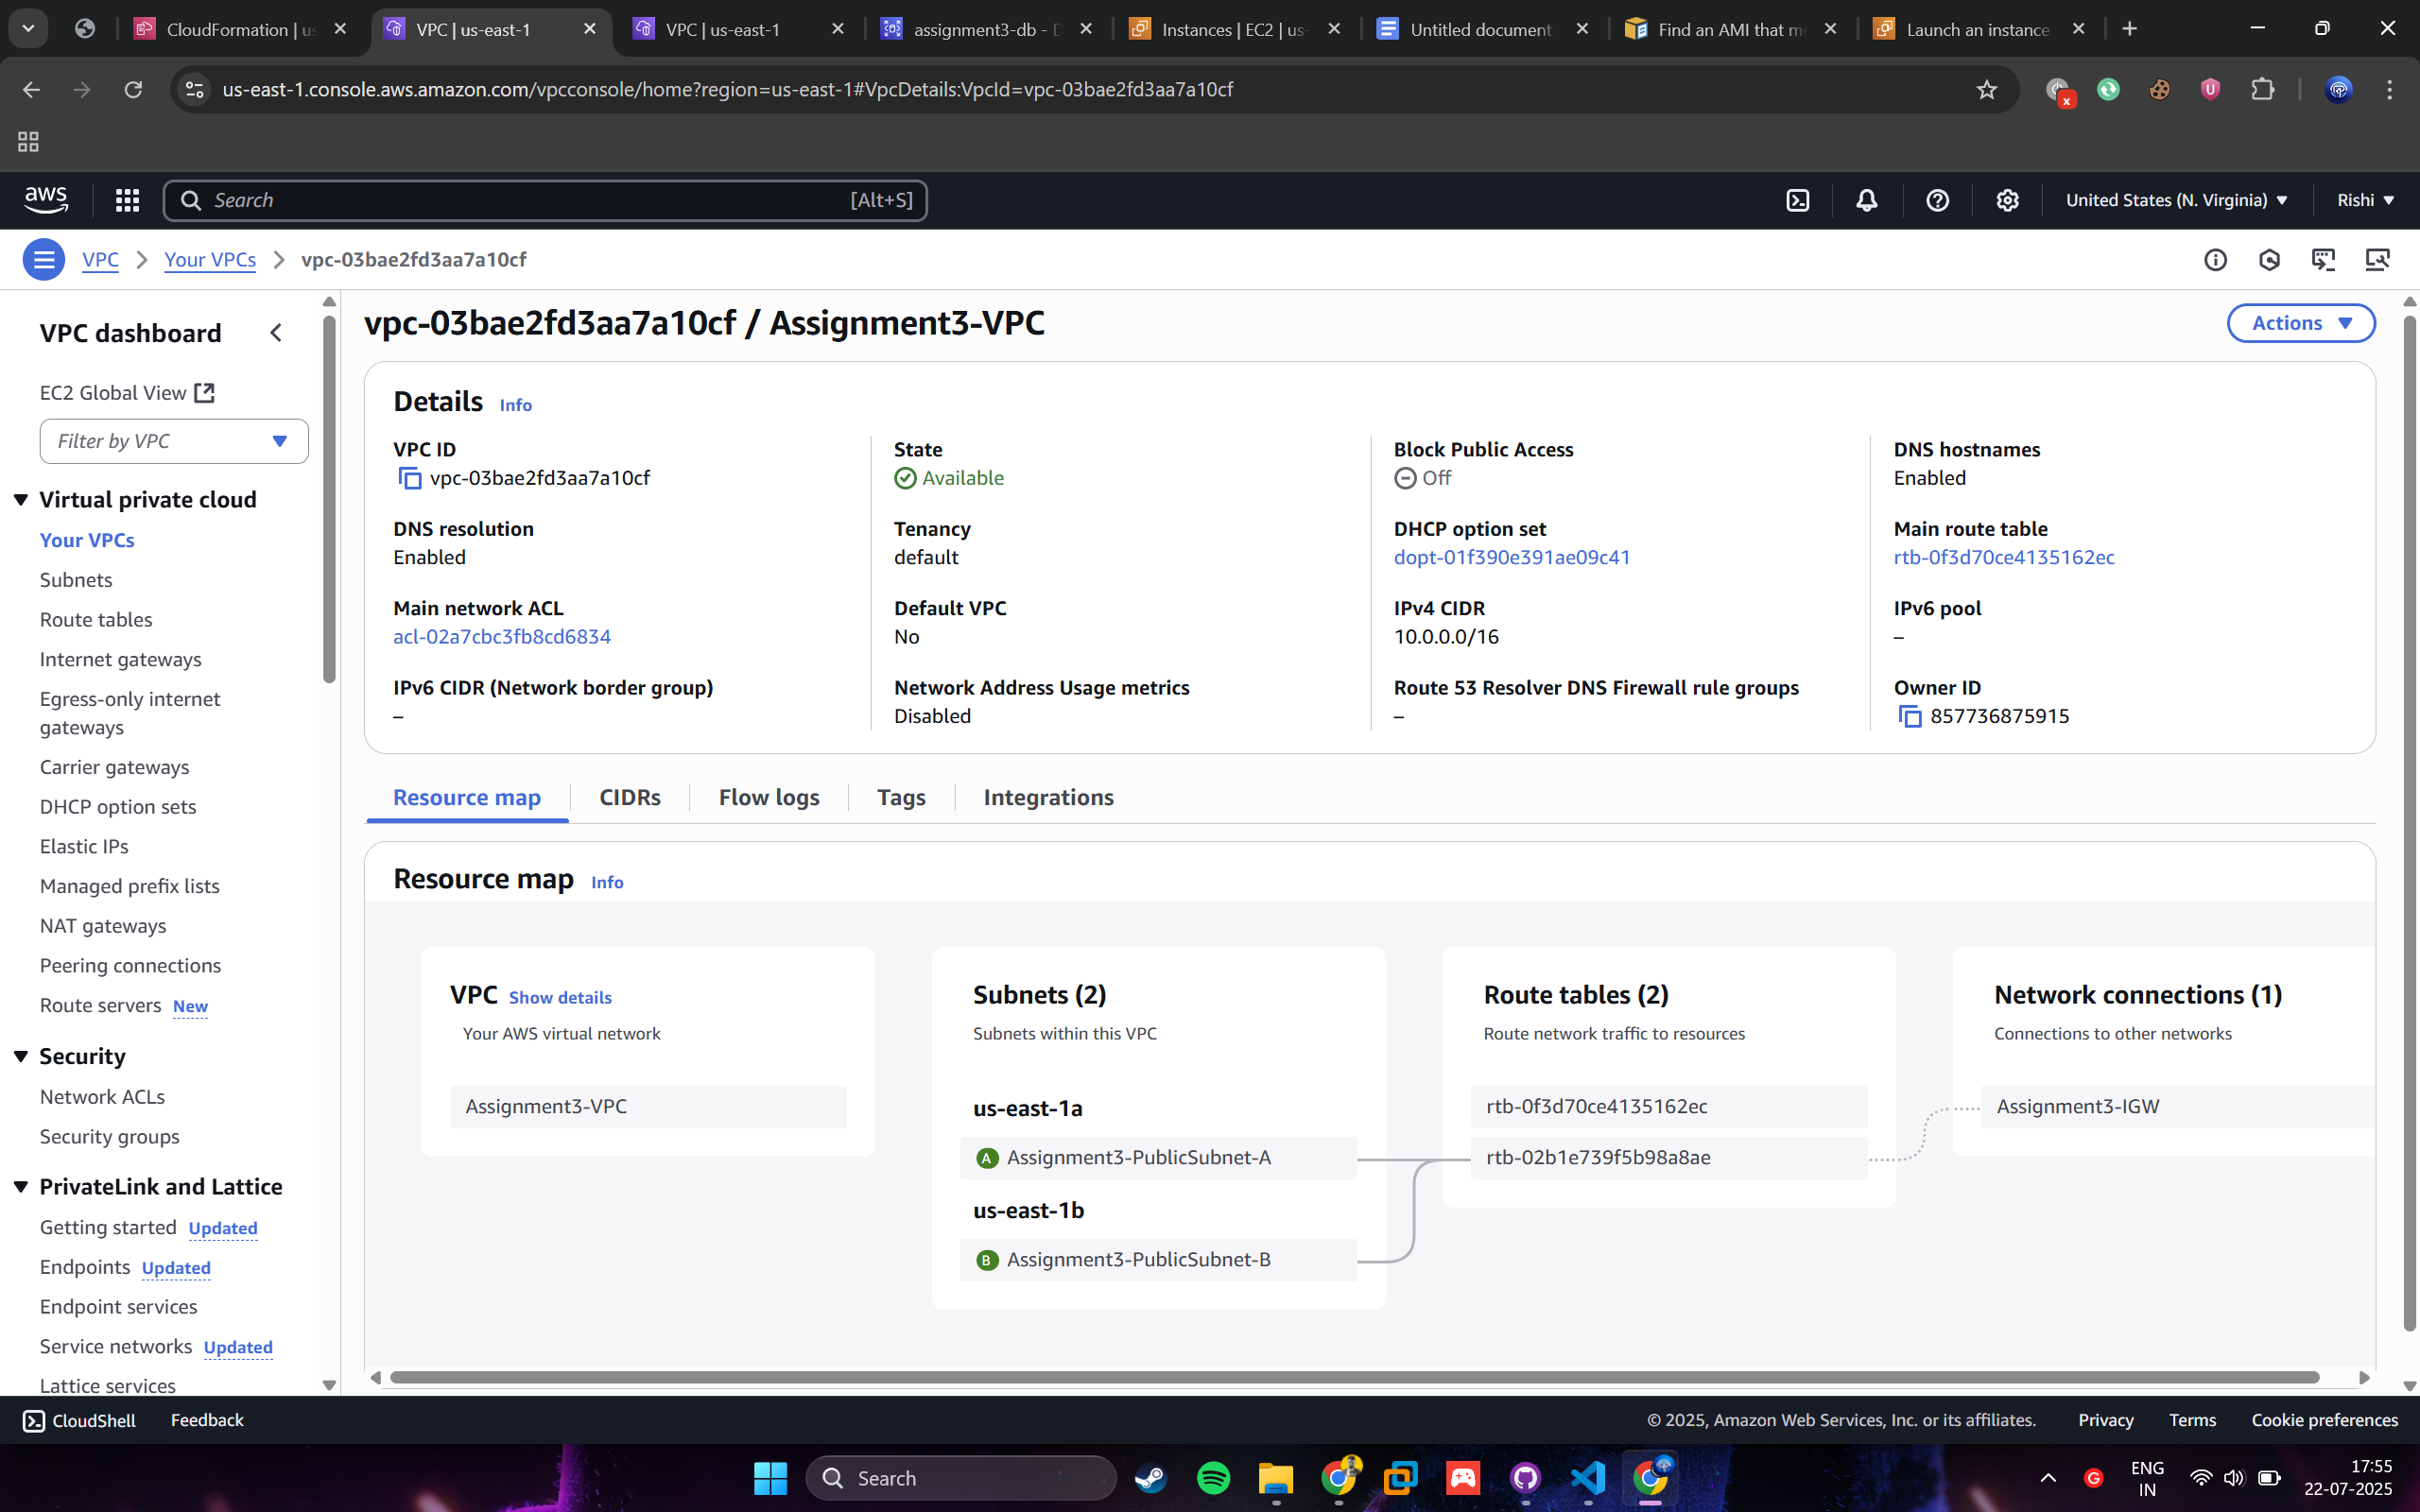 CloudFormation | us
VPC | us-east-1
VPC | us-east-1
assignment3-db - D
Instances | EC2 | us-
Untitled document
Find an AMI that me
Launch an instance
us-east-1.console.aws.amazon.com/vpcconsole/home?region=us-east-1#VpcDetails:VpcId=vpc-03bae2fd3aa7a10cf
aws
Search
[Alt+S]
United States (N. Virginia)
Rishi
VPC
Your VPCs
vpc-03bae2fd3aa7a10cf
VPC dashboard
EC2 Global View
Filter by VPC
Virtual private cloud
Your VPCs
Subnets
Route tables
Internet gateways
Egress-only internet
gateways
Carrier gateways
DHCP option sets
Elastic IPs
Managed prefix lists
NAT gateways
Peering connections
Route servers New
Security
Network ACLs
Security groups
PrivateLink and Lattice
Getting started Updated
Endpoints Updated
Endpoint services
Service networks Updated
Lattice services
vpc-03bae2fd3aa7a10cf / Assignment3-VPC
Actions
Details Info
VPC ID
vpc-03bae2fd3aa7a10cf
State
Available
Block Public Access
Off
DNS hostnames
Enabled
DNS resolution
Enabled
Tenancy
default
DHCP option set
dopt-01f390e391ae09c41
Main route table
rtb-0f3d70ce4135162ec
Main network ACL
acl-02a7cbc3fb8cd6834
Default VPC
No
IPv4 CIDR
10.0.0.0/16
IPv6 pool
–
IPv6 CIDR (Network border group)
–
Network Address Usage metrics
Disabled
Route 53 Resolver DNS Firewall rule groups
–
Owner ID
857736875915
Resource map
CIDRs
Flow logs
Tags
Integrations
Resource map Info
VPC Show details
Your AWS virtual network
Assignment3-VPC
Subnets (2)
Subnets within this VPC
us-east-1a
A Assignment3-PublicSubnet-A
us-east-1b
B Assignment3-PublicSubnet-B
Route tables (2)
Route network traffic to resources
rtb-0f3d70ce4135162ec
rtb-02b1e739f5b98a8ae
Network connections (1)
Connections to other networks
Assignment3-IGW
CloudShell
Feedback
© 2025, Amazon Web Services, Inc. or its affiliates.
Privacy
Terms
Cookie preferences
Search
ENG
IN
17:55
22-07-2025